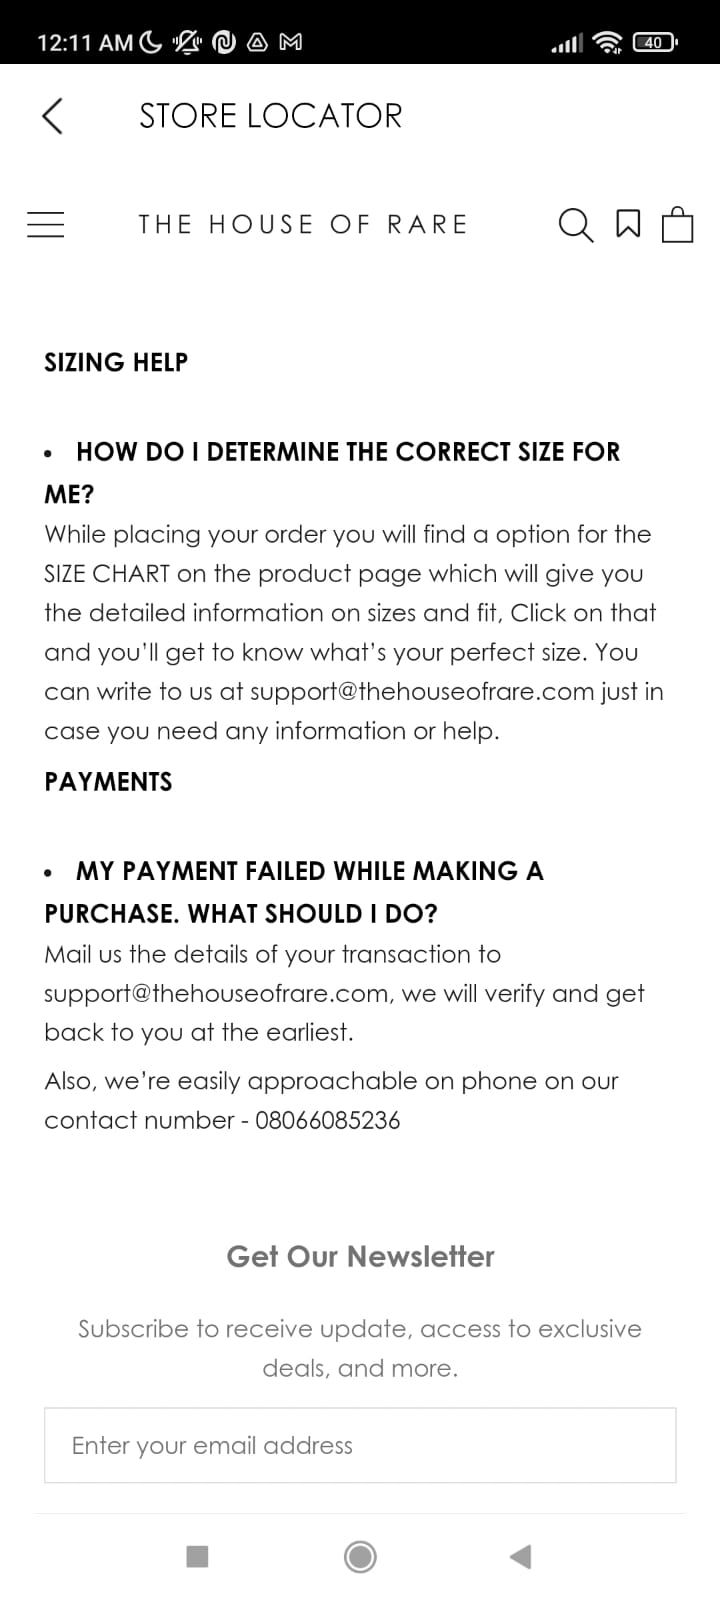 12:11 AM
40
STORE LOCATOR
THE HOUSE OF RARE
SIZING HELP
• HOW DO I DETERMINE THE CORRECT SIZE FOR
ME?
While placing your order you will find a option for the
SIZE CHART on the product page which will give you
the detailed information on sizes and fit, Click on that
and you’ll get to know what’s your perfect size. You
can write to us at support@thehouseofrare.com just in
case you need any information or help.
PAYMENTS
• MY PAYMENT FAILED WHILE MAKING A
PURCHASE. WHAT SHOULD I DO?
Mail us the details of your transaction to
support@thehouseofrare.com, we will verify and get
back to you at the earliest.
Also, we’re easily approachable on phone on our
contact number - 08066085236
Get Our Newsletter
Subscribe to receive update, access to exclusive
deals, and more.
Enter your email address